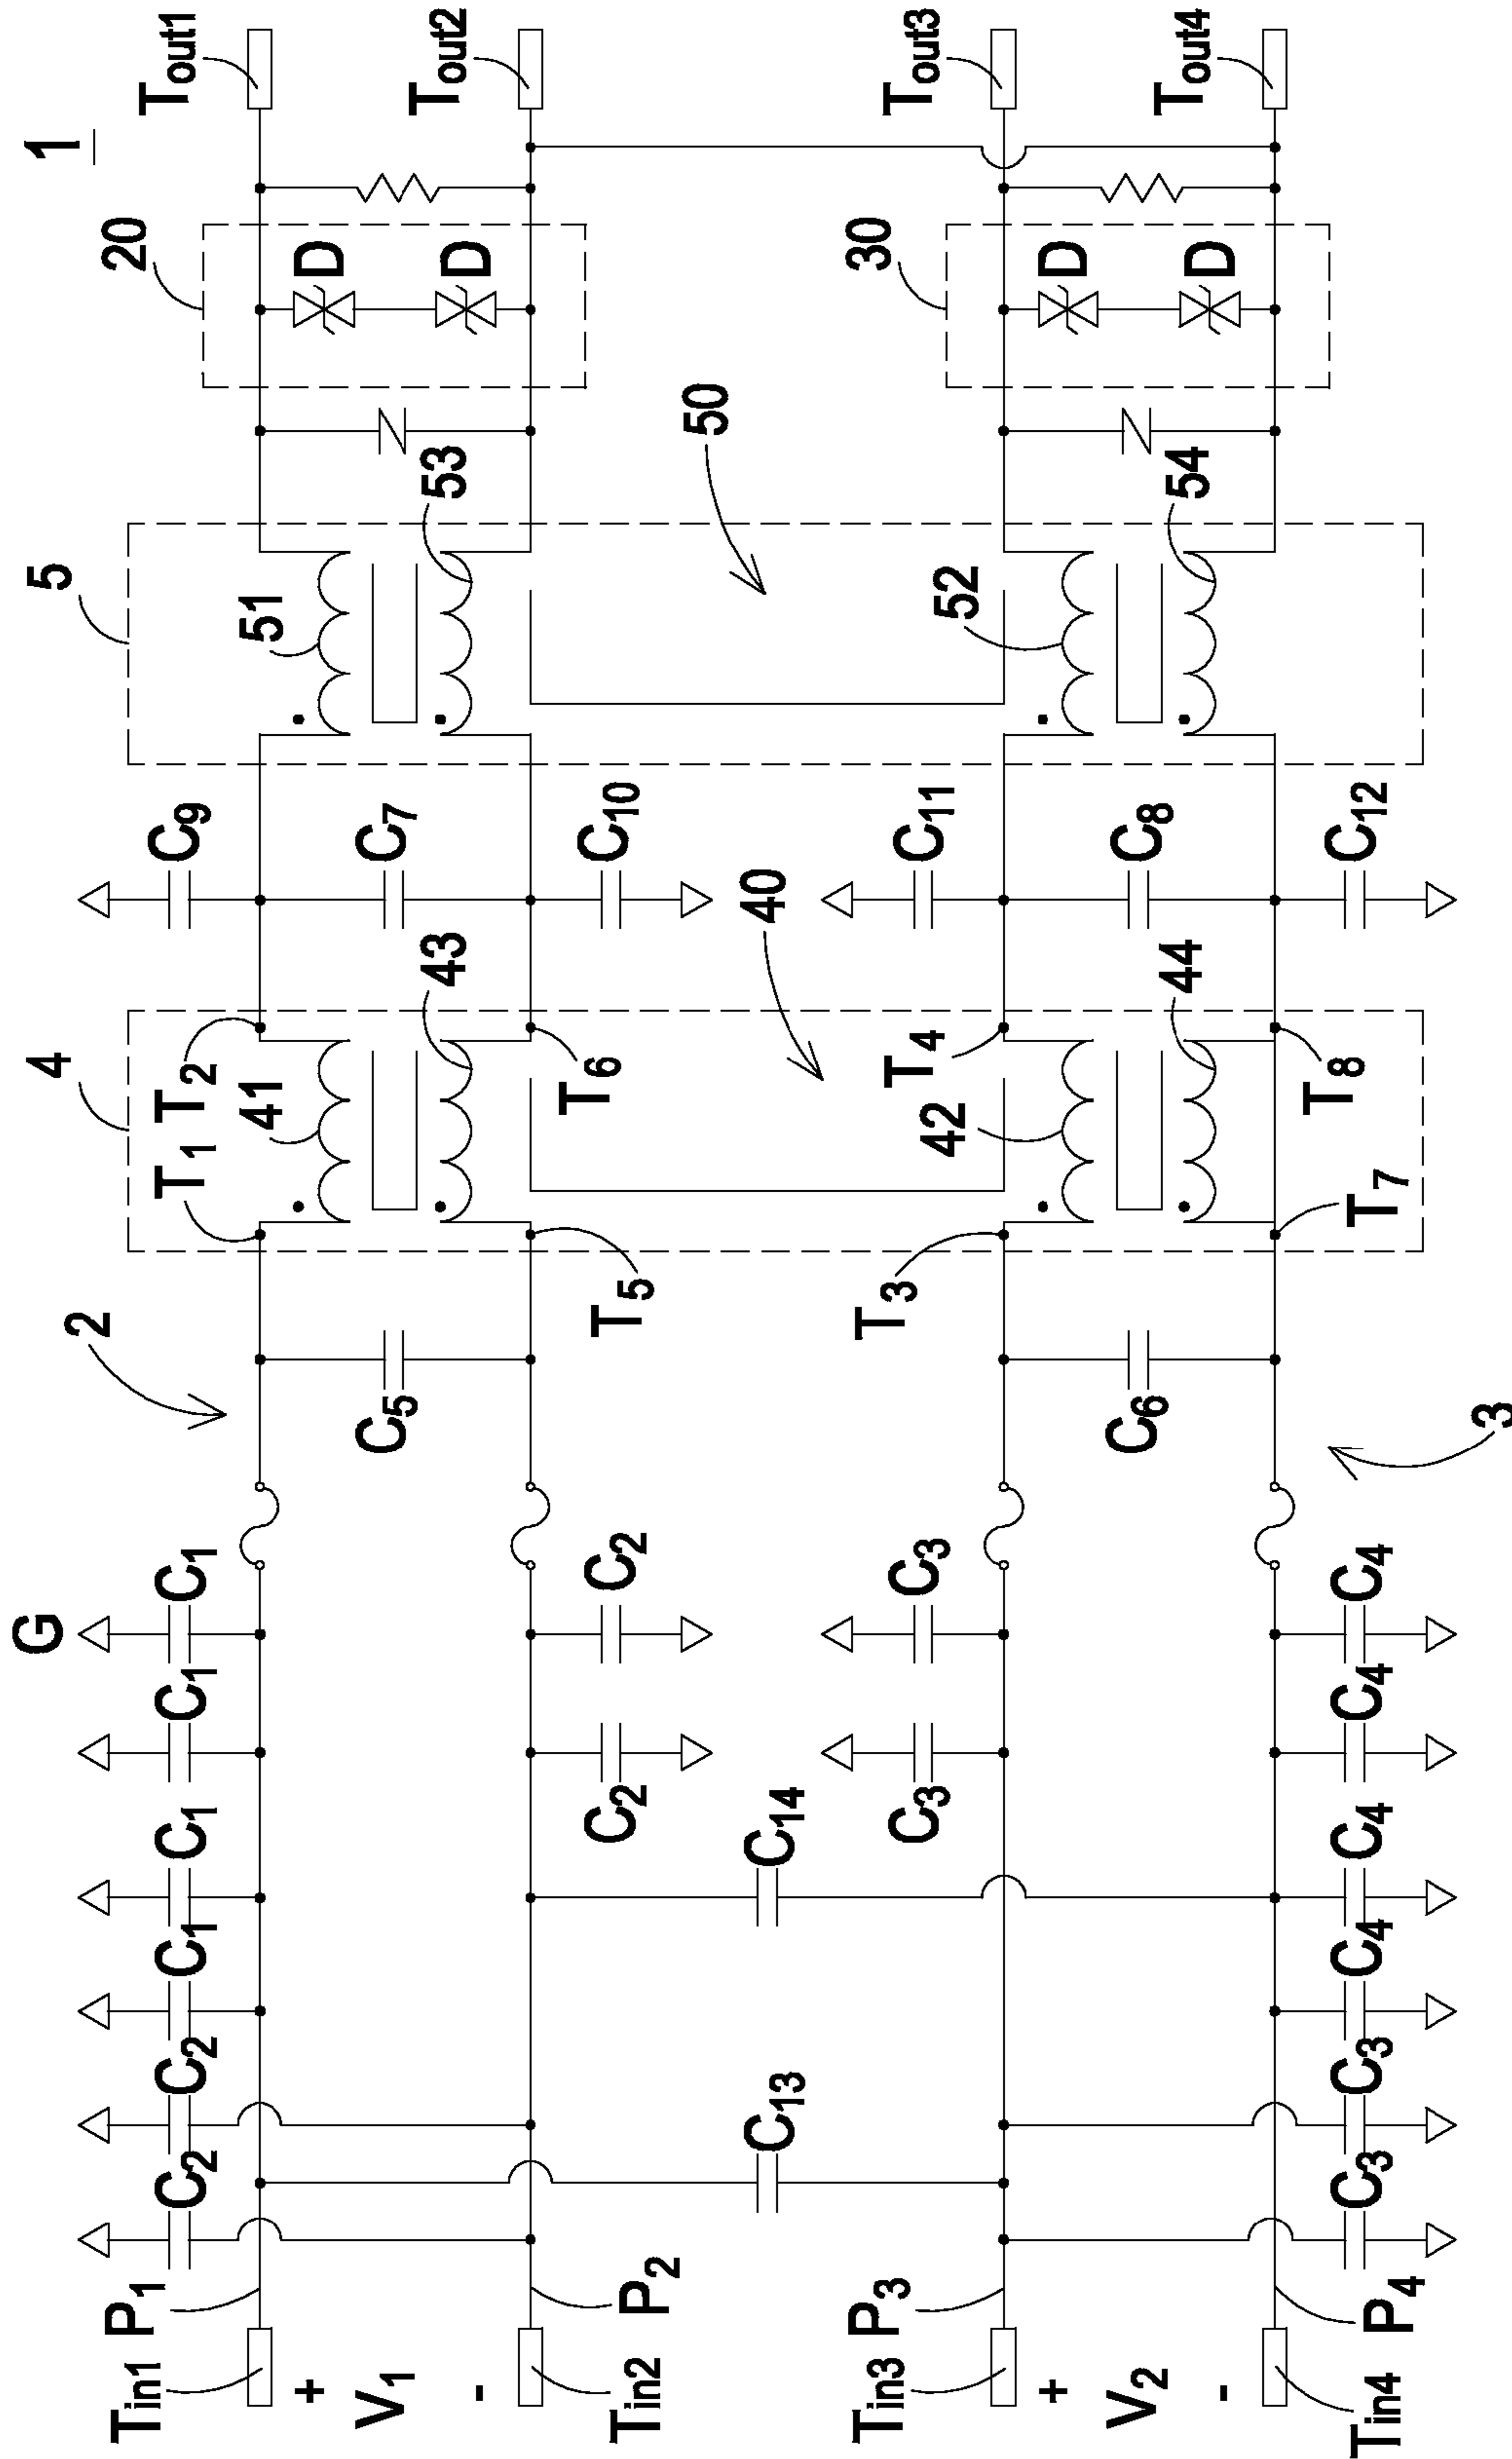 1
G
C1 C1 C1 C1 C2 C2
2
4
5
20
Tin1 P1
C9
T1 T2
41
51
D
Tout1
+
V1
-
C5
C7
D
Tout2
Tin2 P2
C2 C2
T5
T6
43
53
C10
C13
C14
40
50
Tin3 P3
C3 C3
T3
T4
42
52
C11
30
D
Tout3
+
V2
-
C6
C8
44
54
D
Tout4
Tin4 P4
C3 C3 C4 C4 C4 C4
T7
T8
C12
3